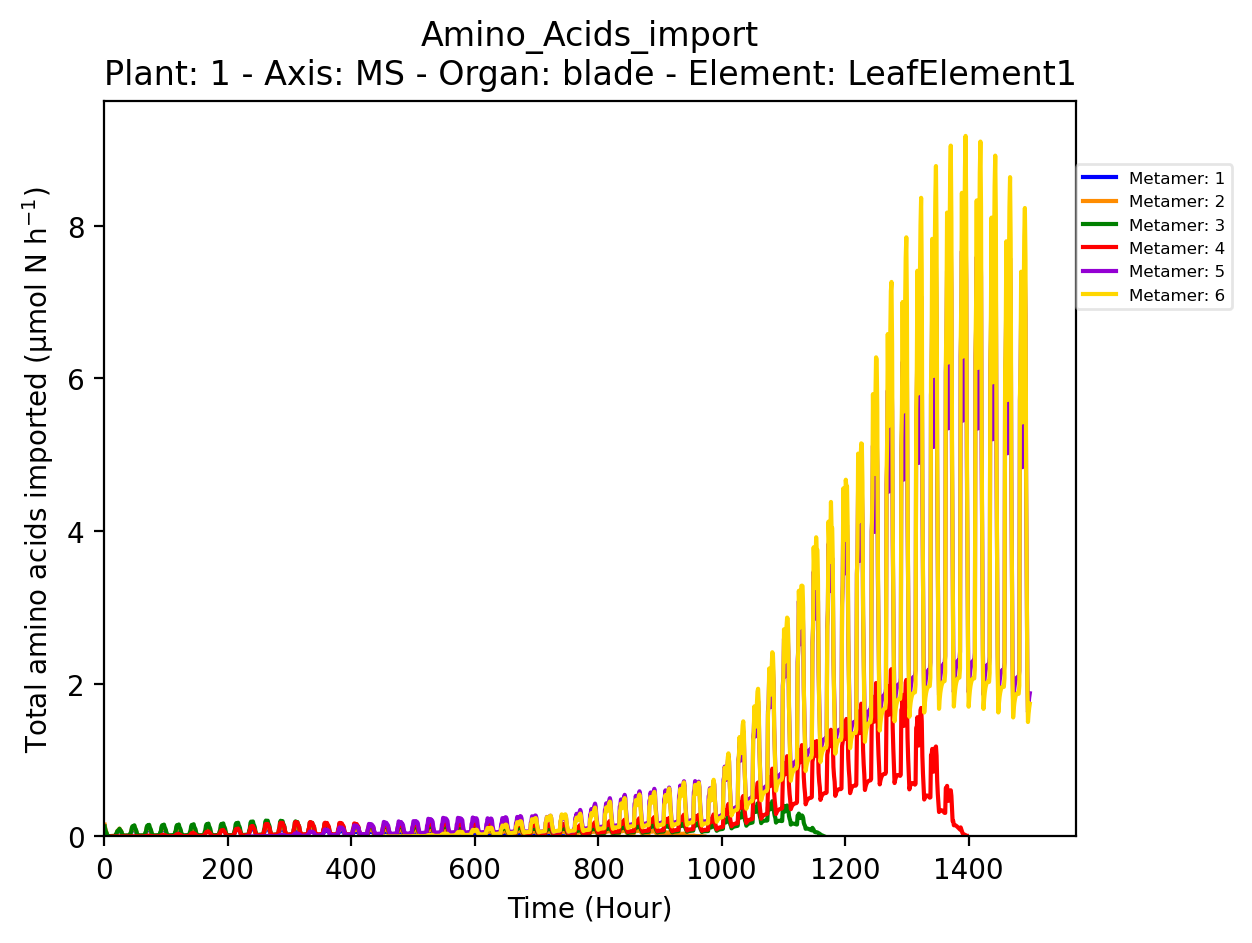 Amino_Acids_import
Plant: 1 - Axis: MS - Organ: blade - Element: LeafElement1
Total amino acids imported (µmol N h⁻¹)
8
6
4
2
0
0 200 400 600 800 1000 1200 1400
Time (Hour)
Metamer: 1
Metamer: 2
Metamer: 3
Metamer: 4
Metamer: 5
Metamer: 6